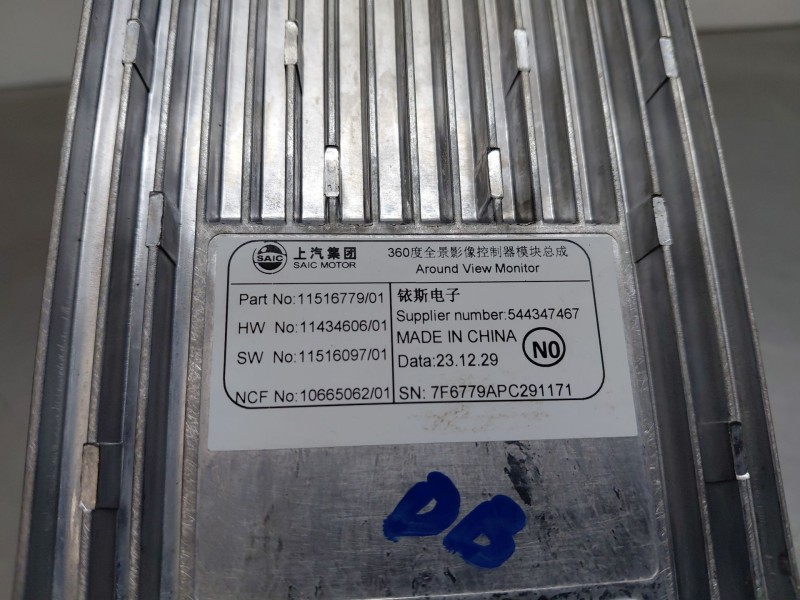 SAIC 上汽集团
SAIC MOTOR
360度全景影像控制器模块总成
Around View Monitor
Part No:11516779/01
HW No:11434606/01
SW No:11516097/01
NCF No:10665062/01
铱斯电子
Supplier number:544347467
MADE IN CHINA
NO
Data:23.12.29
SN: 7F6779APC291171
DB